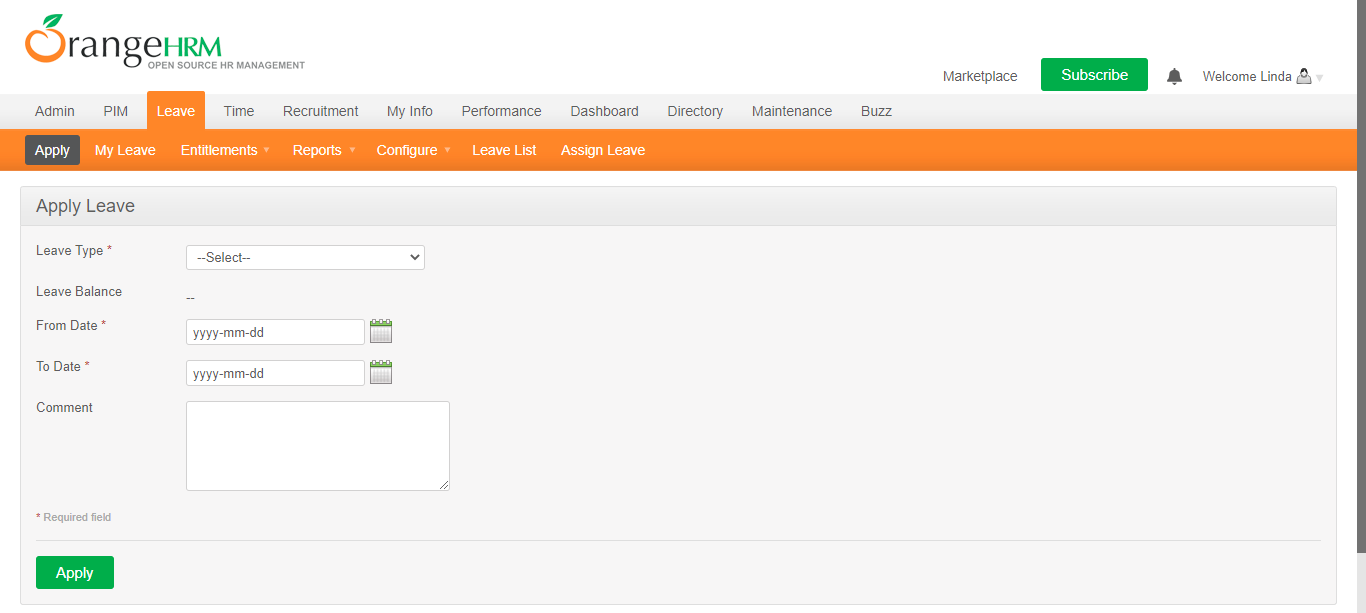 OrangeHRM
OPEN SOURCE HR MANAGEMENT
Marketplace Subscribe Welcome Linda
Admin PIM Leave Time Recruitment My Info Performance Dashboard Directory Maintenance Buzz
Apply My Leave Entitlements Reports Configure Leave List Assign Leave
Apply Leave
Leave Type * --Select--
Leave Balance --
From Date * yyyy-mm-dd
To Date * yyyy-mm-dd
Comment
* Required field
Apply